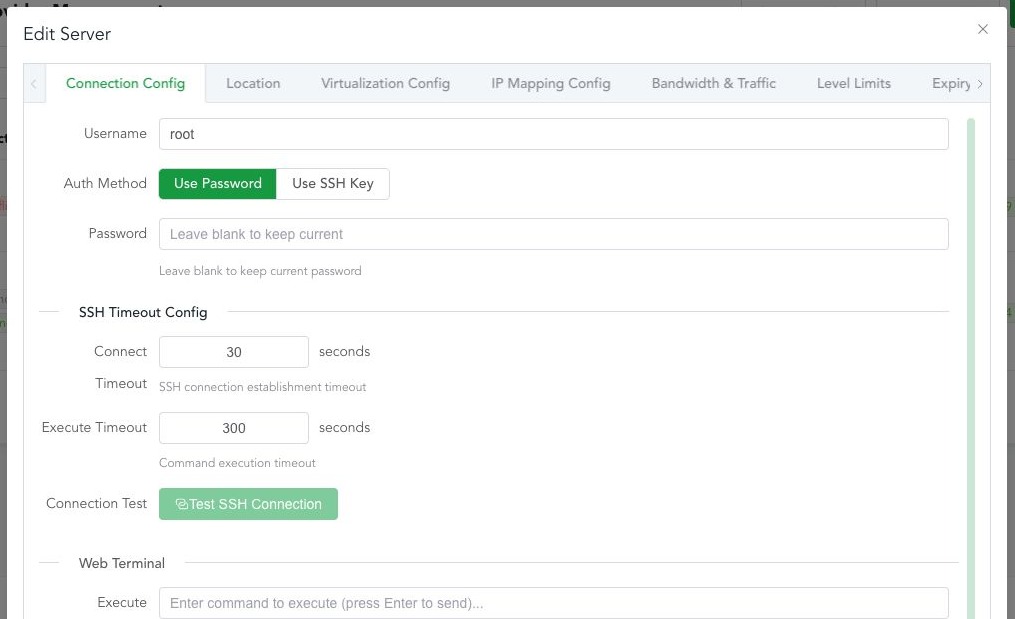 Edit Server
Connection Config Location Virtualization Config IP Mapping Config Bandwidth & Traffic Level Limits Expiry
Username root
Auth Method Use Password Use SSH Key
Password Leave blank to keep current
Leave blank to keep current password
SSH Timeout Config
Connect 30 seconds
Timeout SSH connection establishment timeout
Execute Timeout 300 seconds
Command execution timeout
Connection Test Test SSH Connection
Web Terminal
Execute Enter command to execute (press Enter to send)...